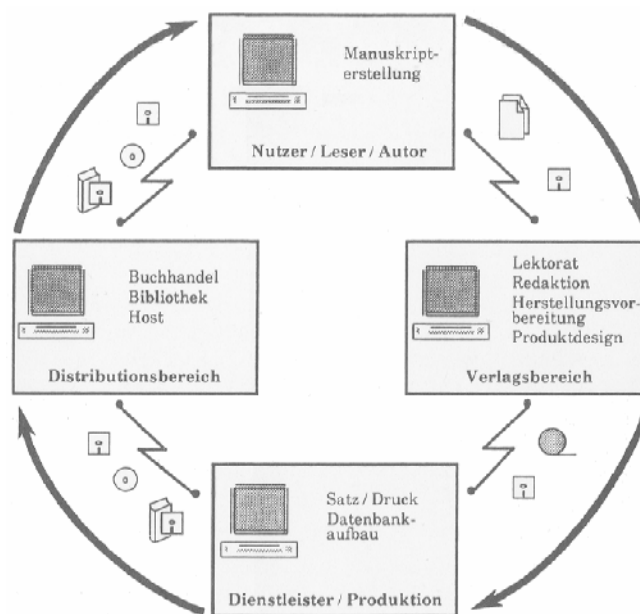 Manuskript-
erstellung
Nutzer / Leser / Autor
Buchhandel
Bibliothek
Host
Distributionsbereich
Lektorat
Redaktion
Herstellungsvor-
bereitung
Produktdesign
Verlagsbereich
Satz / Druck
Datenbank-
aufbau
Dienstleister / Produktion